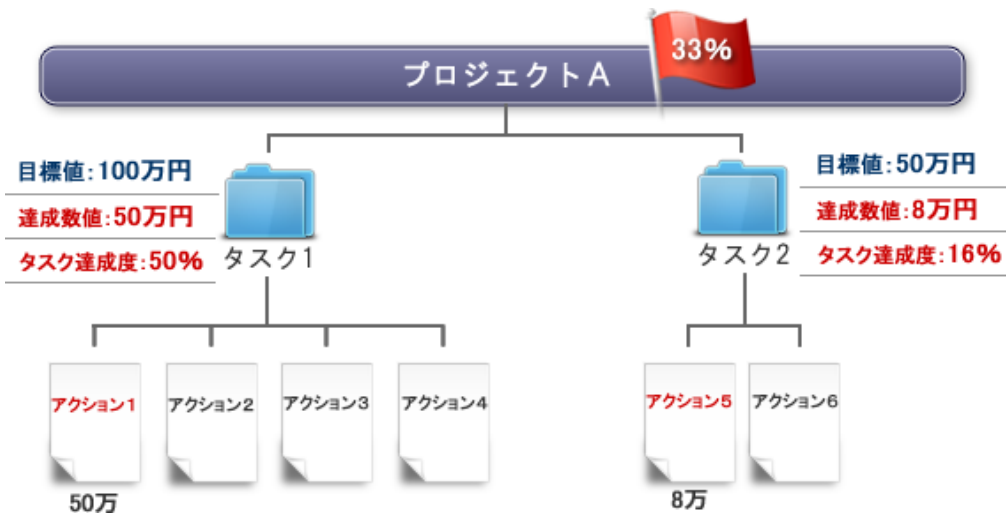 33%
プロジェクトA
目標値:100万円
達成数値:50万円
タスク達成度:50%
タスク1
目標値:50万円
達成数値:8万円
タスク達成度:16%
タスク2
アクション1
アクション2
アクション3
アクション4
アクション5
アクション6
50万
8万